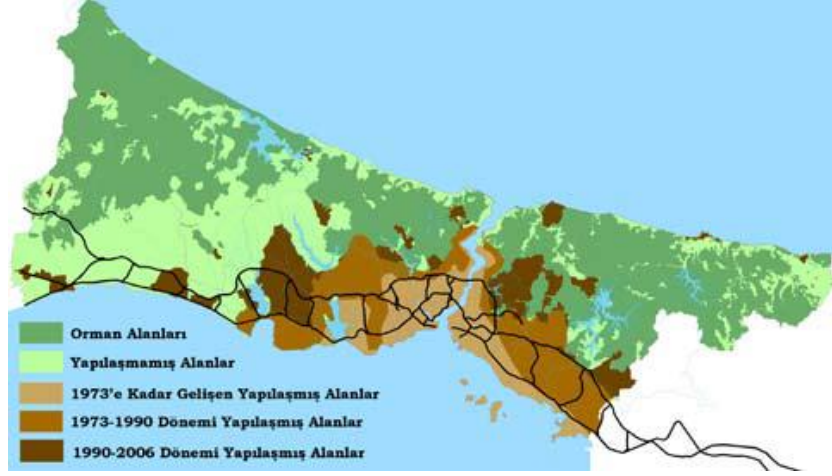 Orman Alanları
Yapılaşmamış Alanlar
1973'e Kadar Gelişen Yapılaşmış Alanlar
1973-1990 Dönemi Yapılaşmış Alanlar
1990-2006 Dönemi Yapılaşmış Alanlar